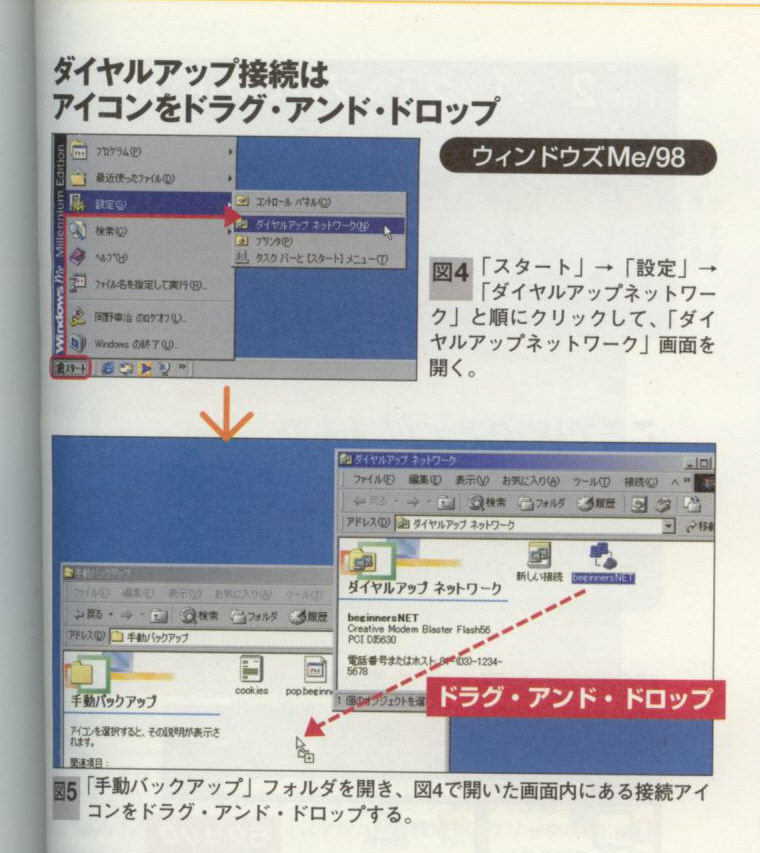 ダイヤルアップ接続は
アイコンをドラグ・アンド・ドロップ
ウィンドウズMe/98
Windows Me Millennium Edition
プログラム(P)
最近使ったファイル(D)
設定(S)
検索(C)
ヘルプ(H)
ファイル名を指定して実行(R)...
岡野幸治 のログオフ(L)...
Windows の終了(U)...
スタート
コントロール パネル(C)
ダイヤルアップ ネットワーク(N)
プリンタ(P)
タスク バーと [スタート] メニュー(T)
図4「スタート」→「設定」→
「ダイヤルアップネットワー
ク」と順にクリックして、「ダイ
ヤルアップネットワーク」画面を
開く。
ダイヤルアップ ネットワーク
ファイル(F) 編集(E) 表示(V) お気に入り(A) ツール(T) 接続(C) ヘ »
戻る 検索 フォルダ 履歴
アドレス(D) ダイヤルアップ ネットワーク 移動
ダイヤルアップ ネットワーク
新しい接続 beginnersNET
beginnersNET
Creative Modem Blaster Flash56
PCI DI5630
電話番号またはホスト: 81 (03)-1234-
5678
1 個のオブジェクトを選
ドラグ・アンド・ドロップ
手動バックアップ
ファイル(F) 編集(E) 表示(V) お気に入り(A) ツール(T)
戻る 検索 フォルダ 履歴
アドレス(D) 手動バックアップ
手動バックアップ
cookies pop.beginn
アイコンを選択すると、その説明が表示さ
れます。
関連項目:
図5「手動バックアップ」フォルダを開き、図4で開いた画面内にある接続アイ
コンをドラグ・アンド・ドロップする。